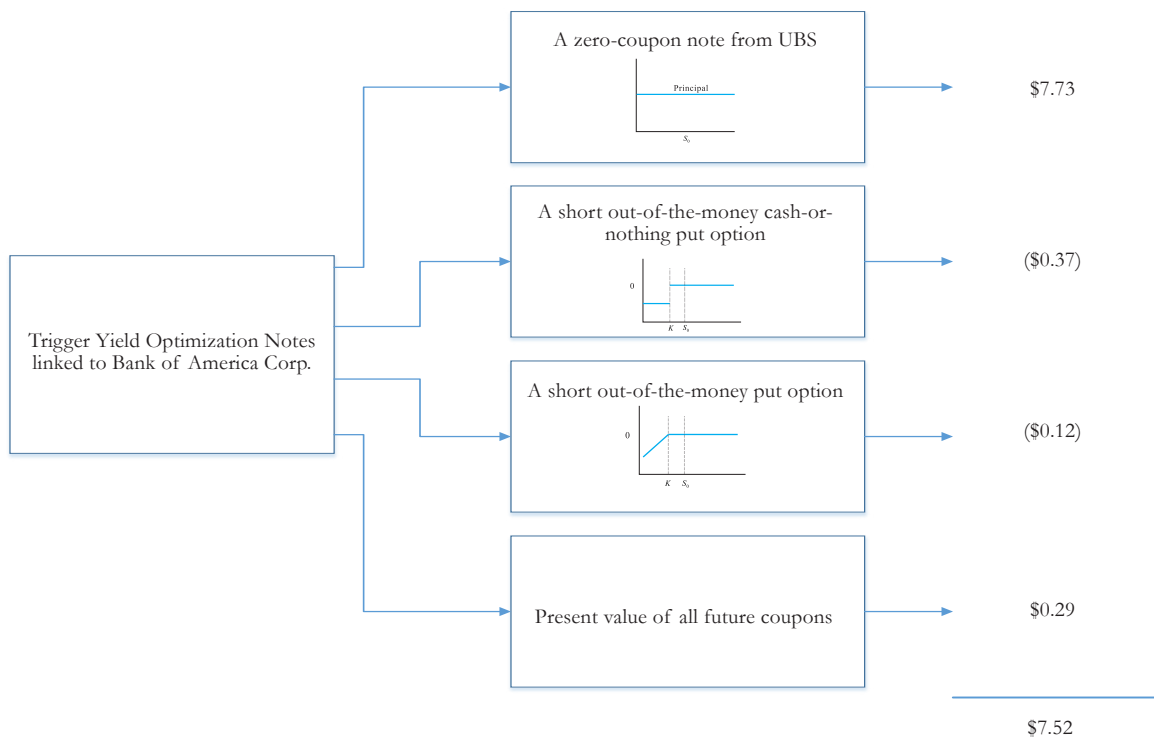 A zero-coupon note from UBS
Principal
S₀
$7.73
A short out-of-the-money cash-or-
nothing put option
0
K
S₀
($0.37)
Trigger Yield Optimization Notes
linked to Bank of America Corp.
A short out-of-the-money put option
0
K
S₀
($0.12)
Present value of all future coupons
$0.29
$7.52